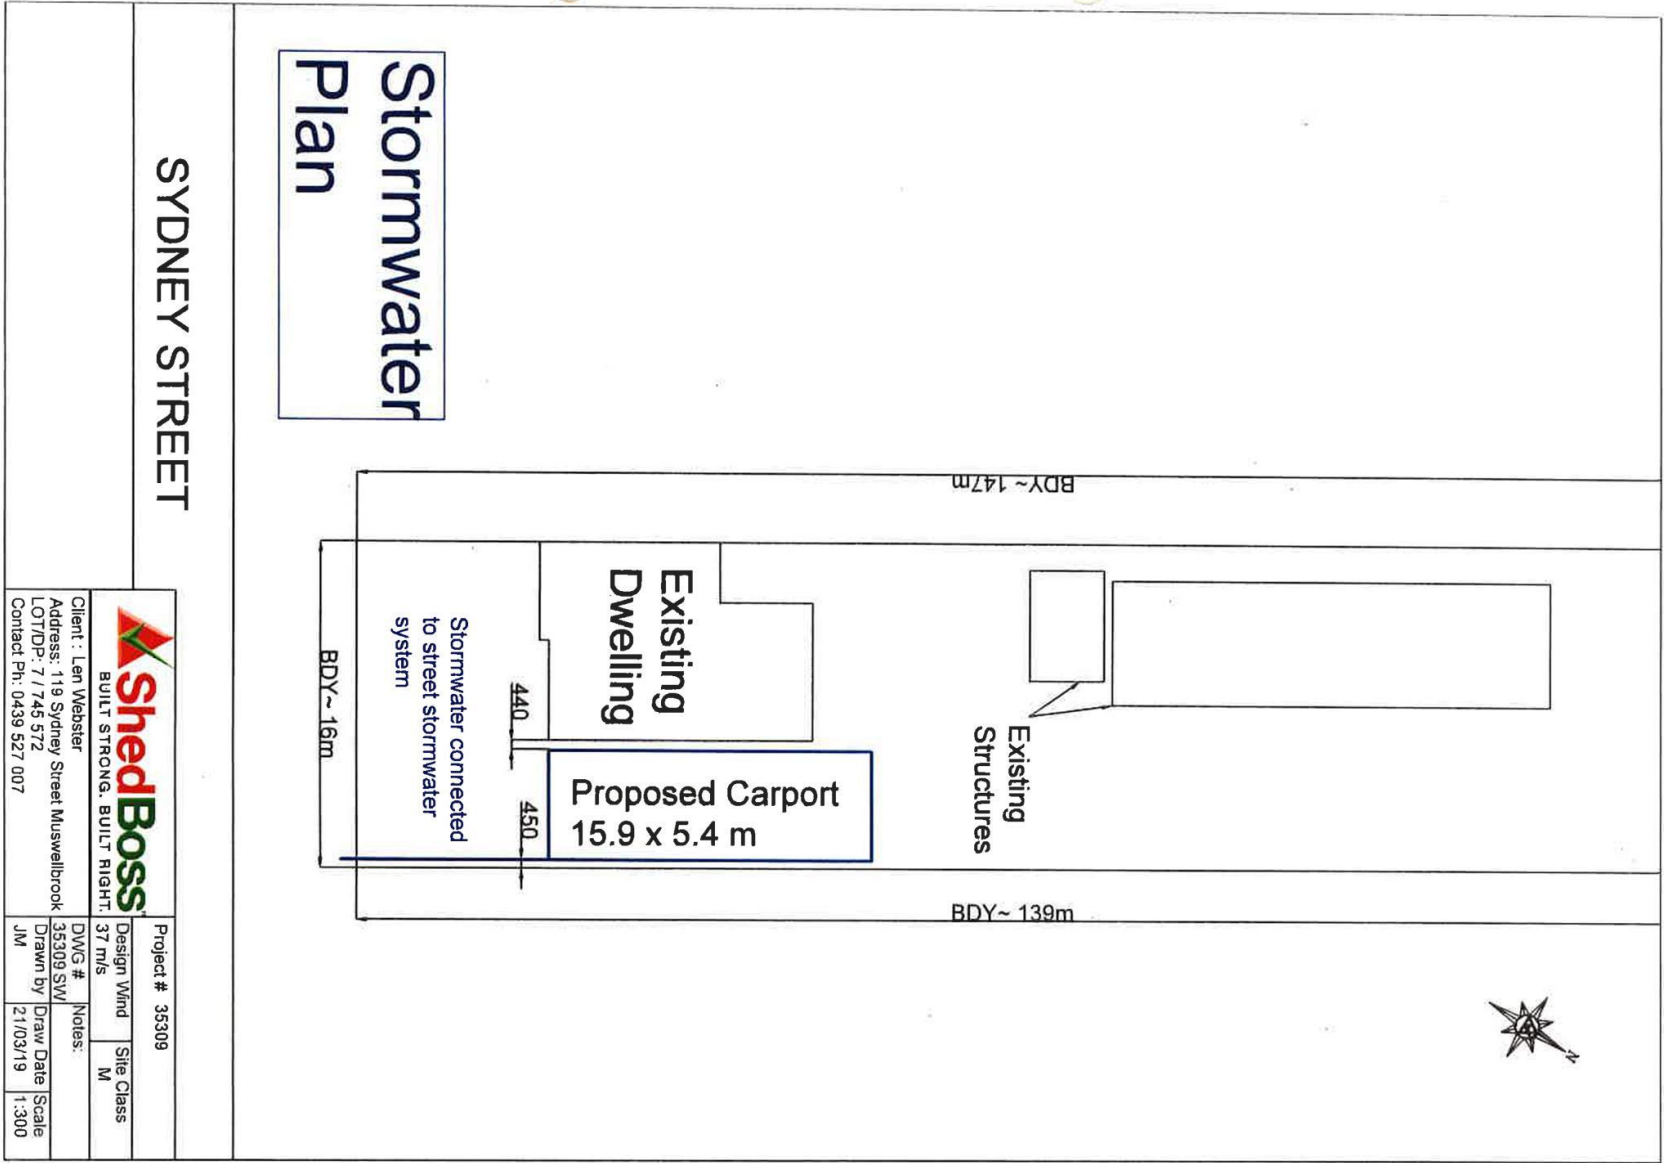 Stormwater
Plan
SYDNEY STREET
BDY~ 147m
Existing
Structures
Existing
Dwelling
Proposed Carport
15.9 x 5.4 m
440
450
Stormwater connected
to street stormwater
system
BDY~ 16m
BDY~ 139m
N
ShedBoss
BUILT STRONG. BUILT RIGHT.
Client : Len Webster
Address: 119 Sydney Street Muswellbrook
LOT/DP: 7 / 745 572
Contact Ph: 0439 527 007
Project # 35309
Design Wind
37 m/s
Site Class
M
DWG #
35309 SW
Notes:
Drawn by
JM
Draw Date
21/03/19
Scale
1:300